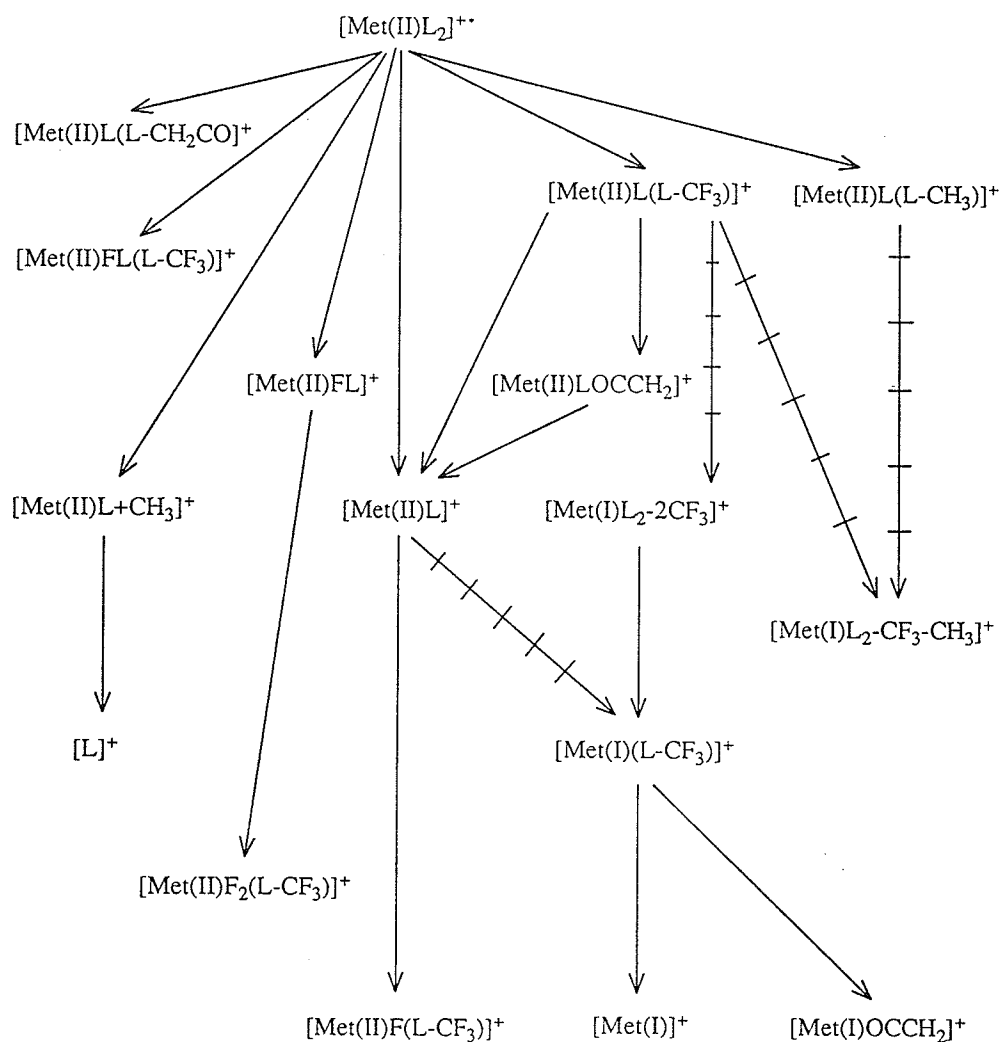 [Met(II)L₂]⁺·
[Met(II)L(L-CH₂CO]⁺
[Met(II)L(L-CF₃)]⁺
[Met(II)L(L-CH₃)]⁺
[Met(II)FL(L-CF₃)]⁺
[Met(II)FL]⁺
[Met(II)LOCCH₂]⁺
[Met(II)L+CH₃]⁺
[Met(II)L]⁺
[Met(I)L₂-2CF₃]⁺
[Met(I)L₂-CF₃-CH₃]⁺
[L]⁺
[Met(I)(L-CF₃)]⁺
[Met(II)F₂(L-CF₃)]⁺
[Met(II)F(L-CF₃)]⁺
[Met(I)]⁺
[Met(I)OCCH₂]⁺